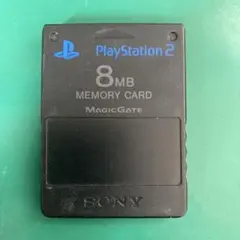 PlayStation 2
8MB
MEMORY CARD
MAGICGATE
SONY